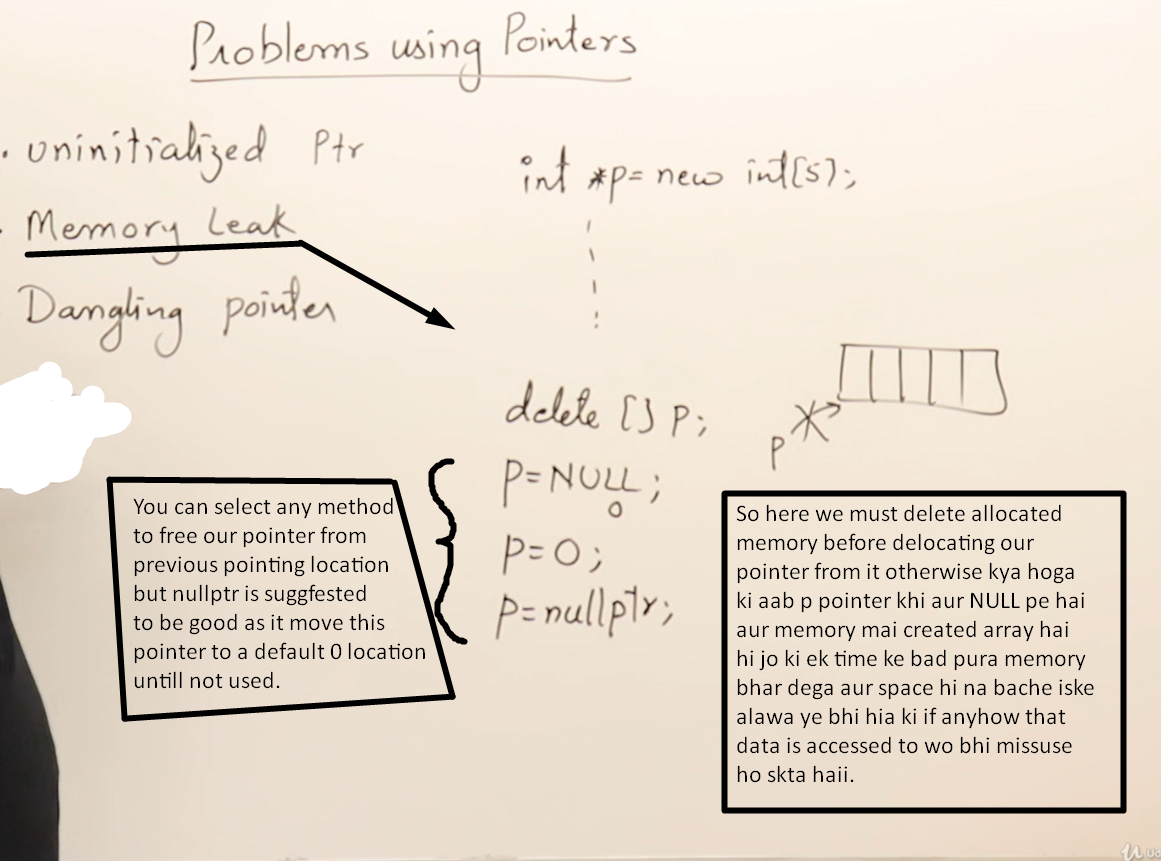 Problems using Pointers
. uninitialized Ptr
. Memory Leak
. Dangling pointer
int *p= new int[5];
delete [] p;
P=NULL;
0
p=0;
p=nullptr;
p
You can select any method
to free our pointer from
previous pointing location
but nullptr is suggfested
to be good as it move this
pointer to a default 0 location
untill not used.
So here we must delete allocated
memory before delocating our
pointer from it otherwise kya hoga
ki aab p pointer khi aur NULL pe hai
aur memory mai created array hai
hi jo ki ek time ke bad pura memory
bhar dega aur space hi na bache iske
alawa ye bhi hia ki if anyhow that
data is accessed to wo bhi missuse
ho skta haii.